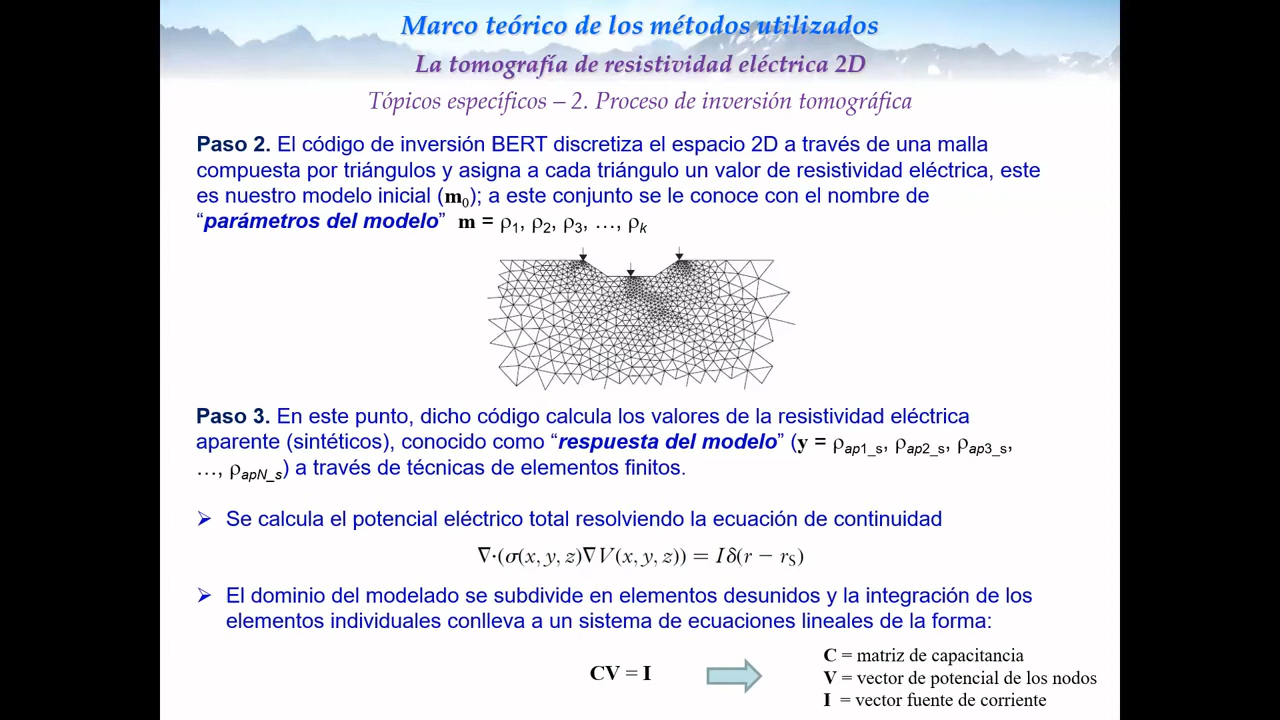 Marco teórico de los métodos utilizados
La tomografía de resistividad eléctrica 2D
Tópicos específicos – 2. Proceso de inversión tomográfica
Paso 2. El código de inversión BERT discretiza el espacio 2D a través de una malla
compuesta por triángulos y asigna a cada triángulo un valor de resistividad eléctrica, este
es nuestro modelo inicial (m₀); a este conjunto se le conoce con el nombre de
“parámetros del modelo” m = ρ₁, ρ₂, ρ₃, …, ρₖ
Paso 3. En este punto, dicho código calcula los valores de la resistividad eléctrica
aparente (sintéticos), conocido como “respuesta del modelo” (y = ρap1_s, ρap2_s, ρap3_s,
…, ρapN_s) a través de técnicas de elementos finitos.
➢ Se calcula el potencial eléctrico total resolviendo la ecuación de continuidad
∇·(σ(x, y, z)∇V(x, y, z)) = Iδ(r − rS)
➢ El dominio del modelado se subdivide en elementos desunidos y la integración de los
elementos individuales conlleva a un sistema de ecuaciones lineales de la forma:
CV = I
C = matriz de capacitancia
V = vector de potencial de los nodos
I = vector fuente de corriente